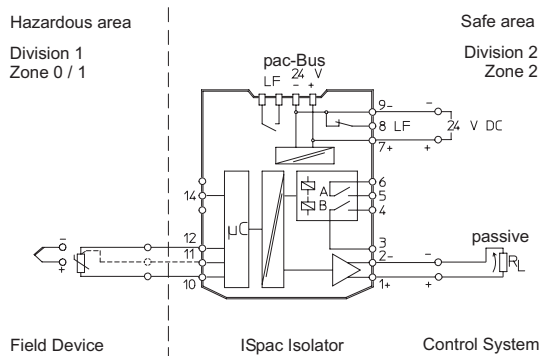 Hazardous area
Safe area
Division 1
Zone 0 / 1
Division 2
Zone 2
pac-Bus
LF 24 V
- +
9-
-
8 LF
24 V DC
7+
+
6
A
5
B
4
14
µC
3
12
passive
-
11
2-
-
RL
+
10
1+
+
Field Device
ISpac Isolator
Control System